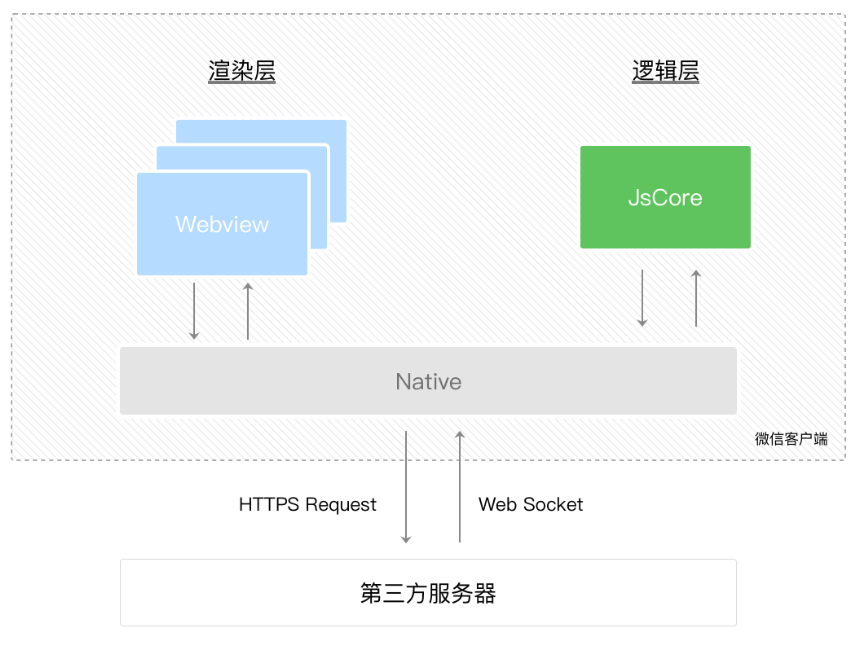 渲染层
逻辑层
Webview
JsCore
Native
微信客户端
HTTPS Request
Web Socket
第三方服务器